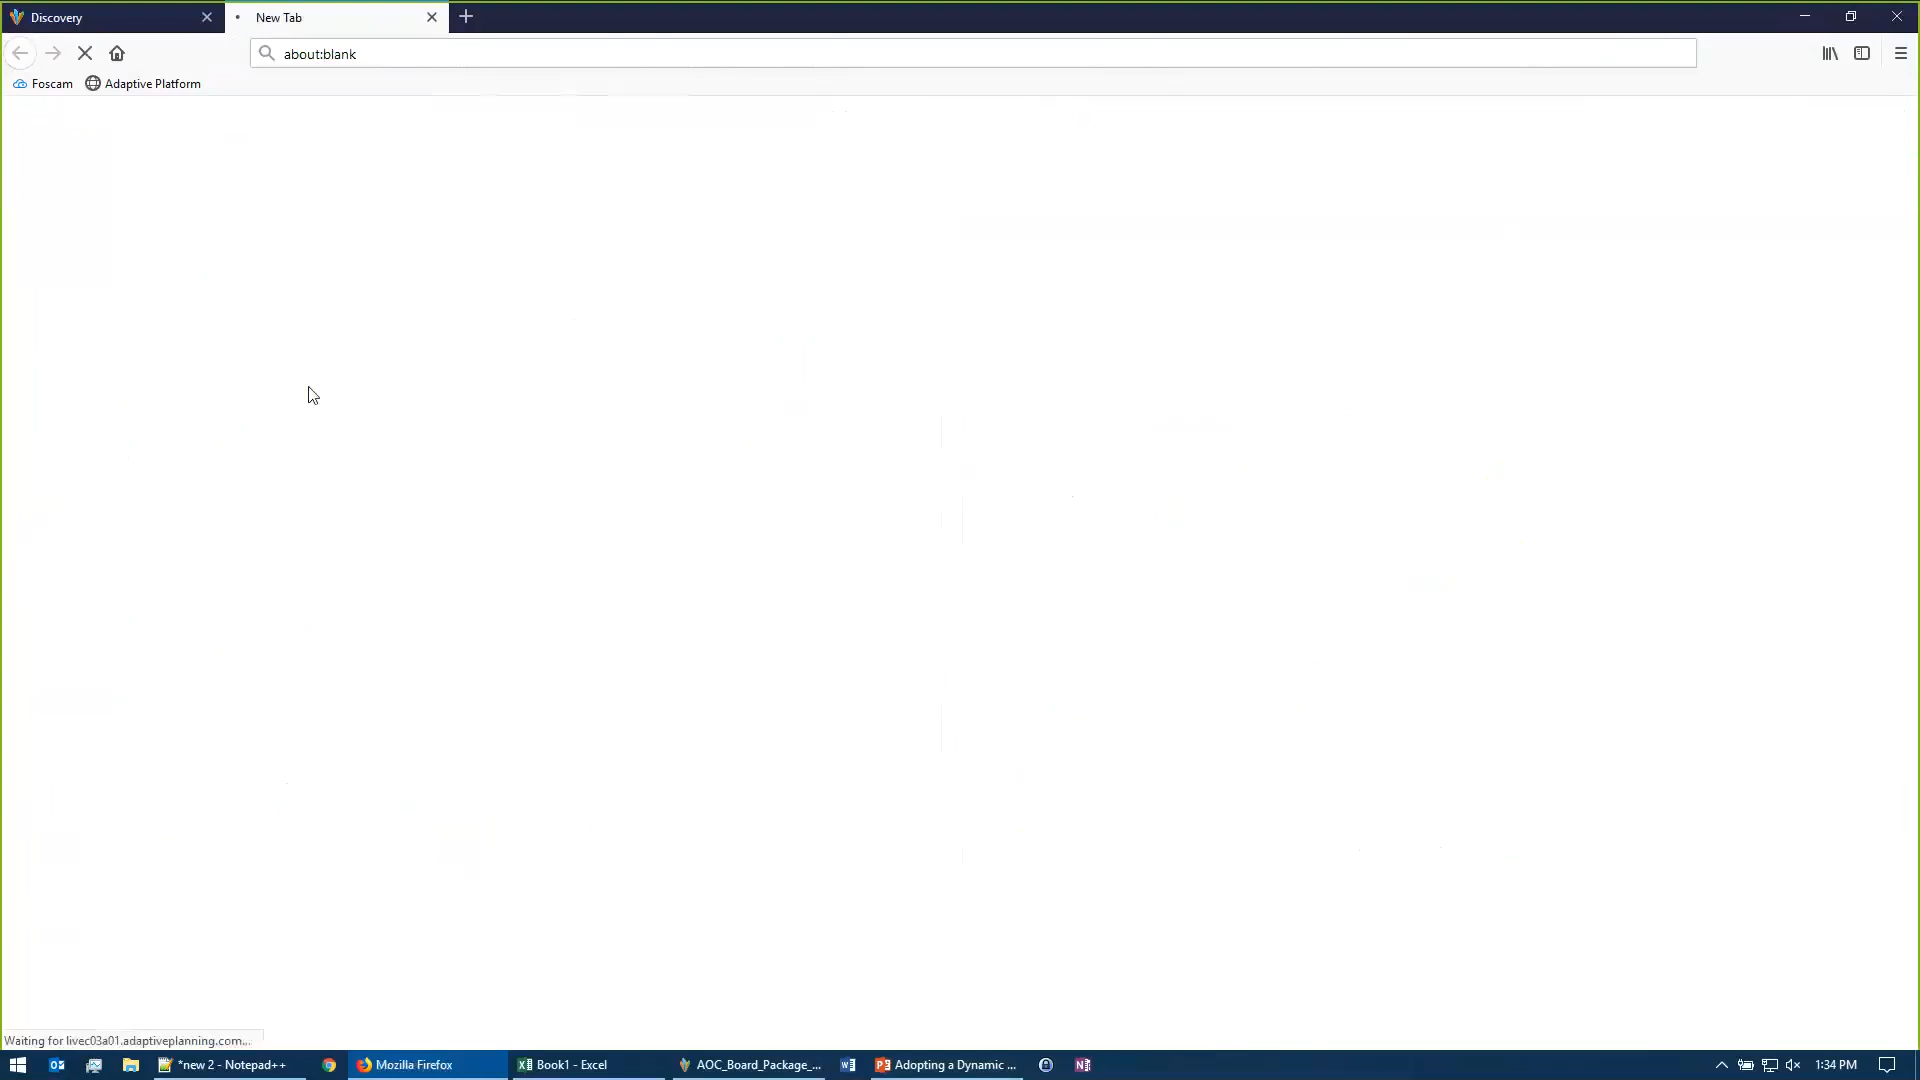 Discovery
New Tab
about:blank
Foscam
Adaptive Platform
Waiting for livec03a01.adaptiveplanning.com...
*new 2 - Notepad++
Mozilla Firefox
Book1 - Excel
AOC_Board_Package_...
Adopting a Dynamic ...
1:34 PM